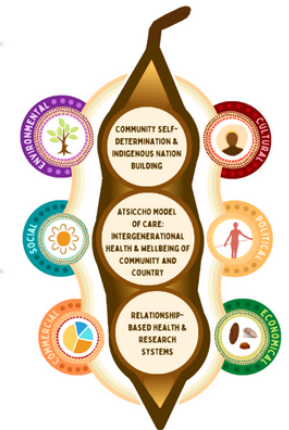 ENVIRONMENTAL
CULTURAL
COMMUNITY SELF-
DETERMINATION &
INDIGENOUS NATION
BUILDING
SOCIAL
POLITICAL
ATSICCHO MODEL
OF CARE:
INTERGENERATIONAL
HEALTH & WELLBEING OF
COMMUNITY AND
COUNTRY
COMMERCIAL
ECONOMICAL
RELATIONSHIP-
BASED HEALTH &
RESEARCH
SYSTEMS